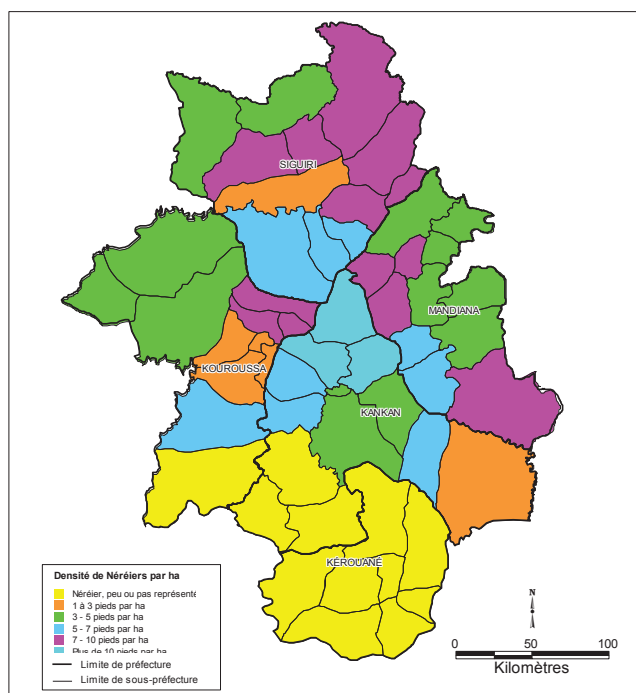 SIGUIRI
MANDIANA
KOUROUSSA
KANKAN
KÉROUANÉ
Densité de Néréiers par ha
Néréier, peu ou pas représenté
1 à 3 pieds par ha
3 - 5 pieds par ha
5 - 7 pieds par ha
7 - 10 pieds par ha
Plus de 10 pieds par ha
Limite de préfecture
Limite de sous-préfecture
N
0 50 100
Kilomètres